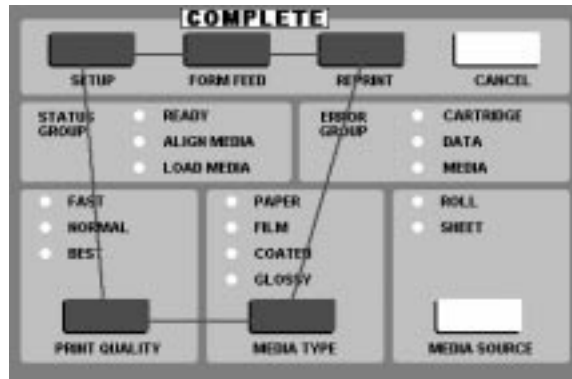 COMPLETE
SETUP FORM FEED REPRINT CANCEL
STATUS GROUP
READY
ALIGN MEDIA
LOAD MEDIA
ERROR GROUP
CARTRIDGE
DATA
MEDIA
FAST
NORMAL
BEST
PRINT QUALITY
PAPER
FILM
COATED
GLOSSY
MEDIA TYPE
ROLL
SHEET
MEDIA SOURCE